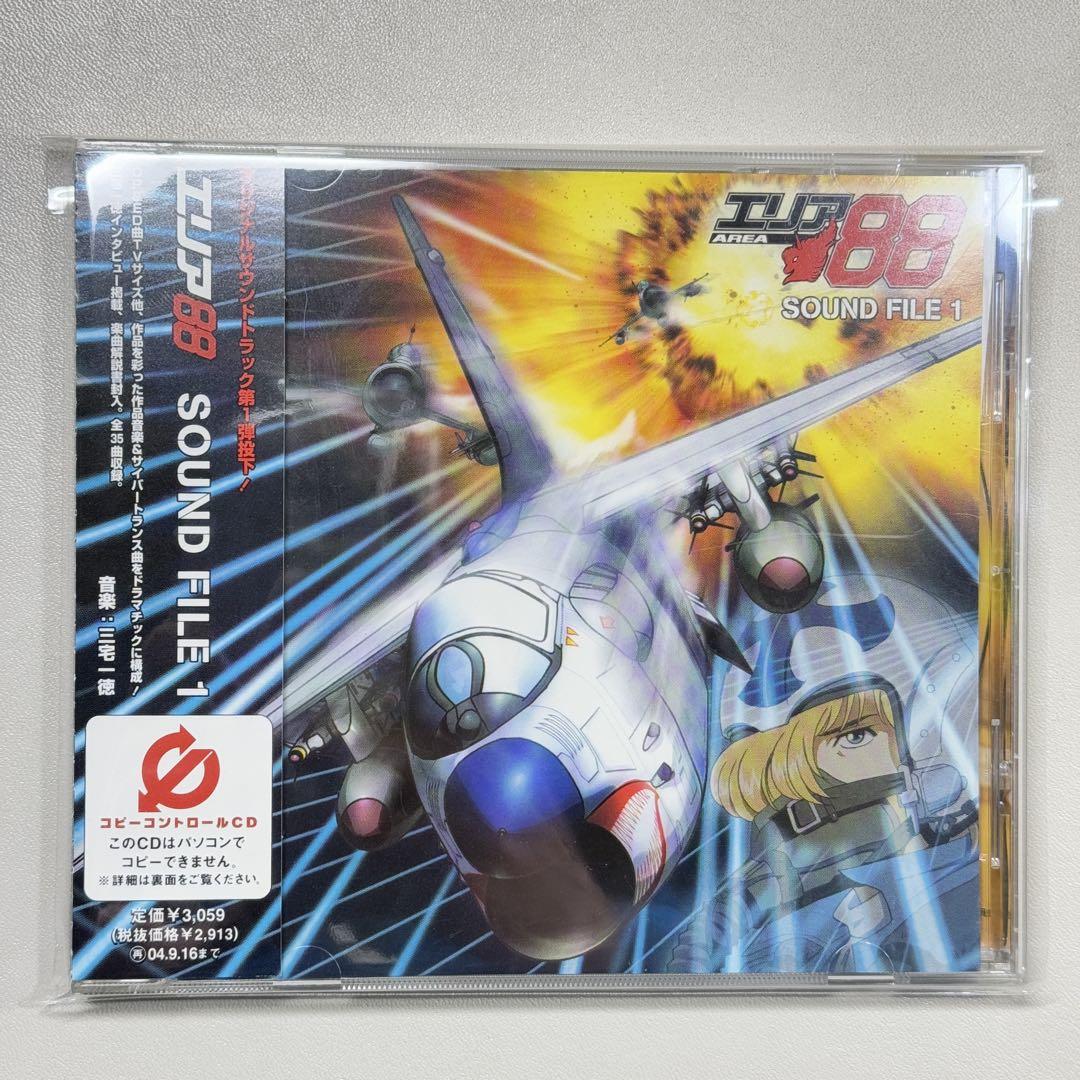 オリジナルサウンドトラック第1弾投下!
エリア88 SOUND FILE 1
曲TVサイズ他、作品を彩った作品音楽&サイバートランス曲をドラマチックに構成!
インタビュー掲載、楽曲解説書封入。全35曲収録。
音楽:三宅一徳
コピーコントロールCD
このCDはパソコンで
コピーできません。
※詳細は裏面をご覧ください。
定価¥3,059
(税抜価格¥2,913)
再04.9.16まで
エリア88
AREA
SOUND FILE 1